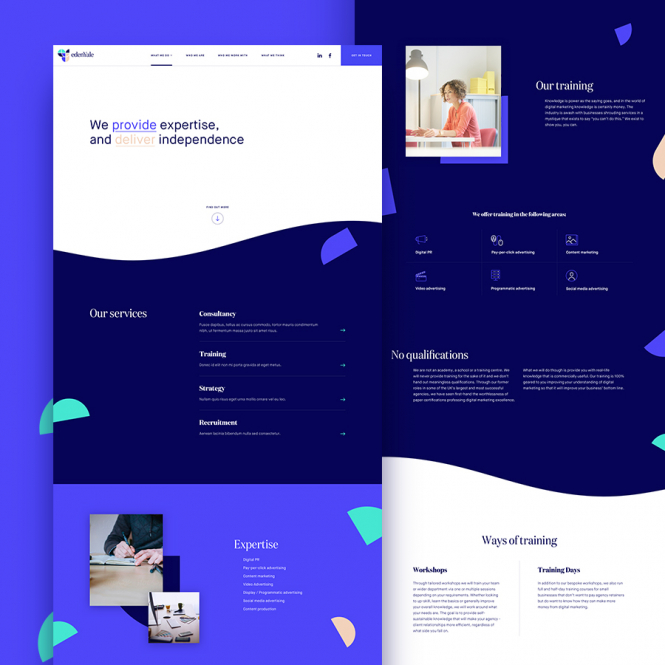 edenVale
WHAT WE DO
WHO WE ARE
WHO WE WORK WITH
WHAT WE THINK
GET IN TOUCH
We provide expertise,
and deliver independence
FIND OUT MORE
Our services
Consultancy
Fusce dapibus, tellus ac cursus commodo, tortor mauris condimentum
nibh, ut fermentum massa justo sit amet risus.
Training
Donec id elit non mi porta gravida at eget metus.
Strategy
Nullam quis risus eget urna mollis ornare vel eu leo.
Recruitment
Aenean lacinia bibendum nulla sed consectetur.
Expertise
Digital PR
Pay-per-click advertising
Content marketing
Video Advertising
Display / Programmatic advertising
Social media advertising
Content production
Our training
Knowledge is power as the saying goes, and in the world of
digital marketing knowledge is certainly money. The
industry is awash with businesses shrouding services in a
mystique that exists to say "you can't do this." We exist to
show you, you can.
We offer training in the following areas:
Digital PR
Pay-per-click advertising
Content marketing
Video advertising
Programmatic advertising
Social media advertising
No qualifications
We are not an academy, a school or a training centre. We
will never provide training for the sake of it and we don't
hand out meaningless qualifications. Through our former
roles in some of the UK's largest and most successful
agencies, we have seen first hand the worthlessness of
paper certifications professing digital marketing excellence.
What we will do though is provide you with real-life
knowledge that is commercially useful. Our training is 100%
geared to you improving your understanding of digital
marketing so that it will improve your business' bottom line.
Ways of training
Workshops
Through tailored workshops we will train your team
or wider department via one or multiple sessions
depending on your requirements. Whether looking
to up skill, learn the basics or generally improve
your overall knowledge, we will work around what
your needs are. The goal is to provide self-
sustainable knowledge that will make your agency-
client relationships more efficient, regardless of
what side you fall on.
Training Days
In addition to our bespoke workshops, we also run
full and half-day training courses for small
businesses that don't want to pay agency retainers
but do want to know how they can make more
money from digital marketing.